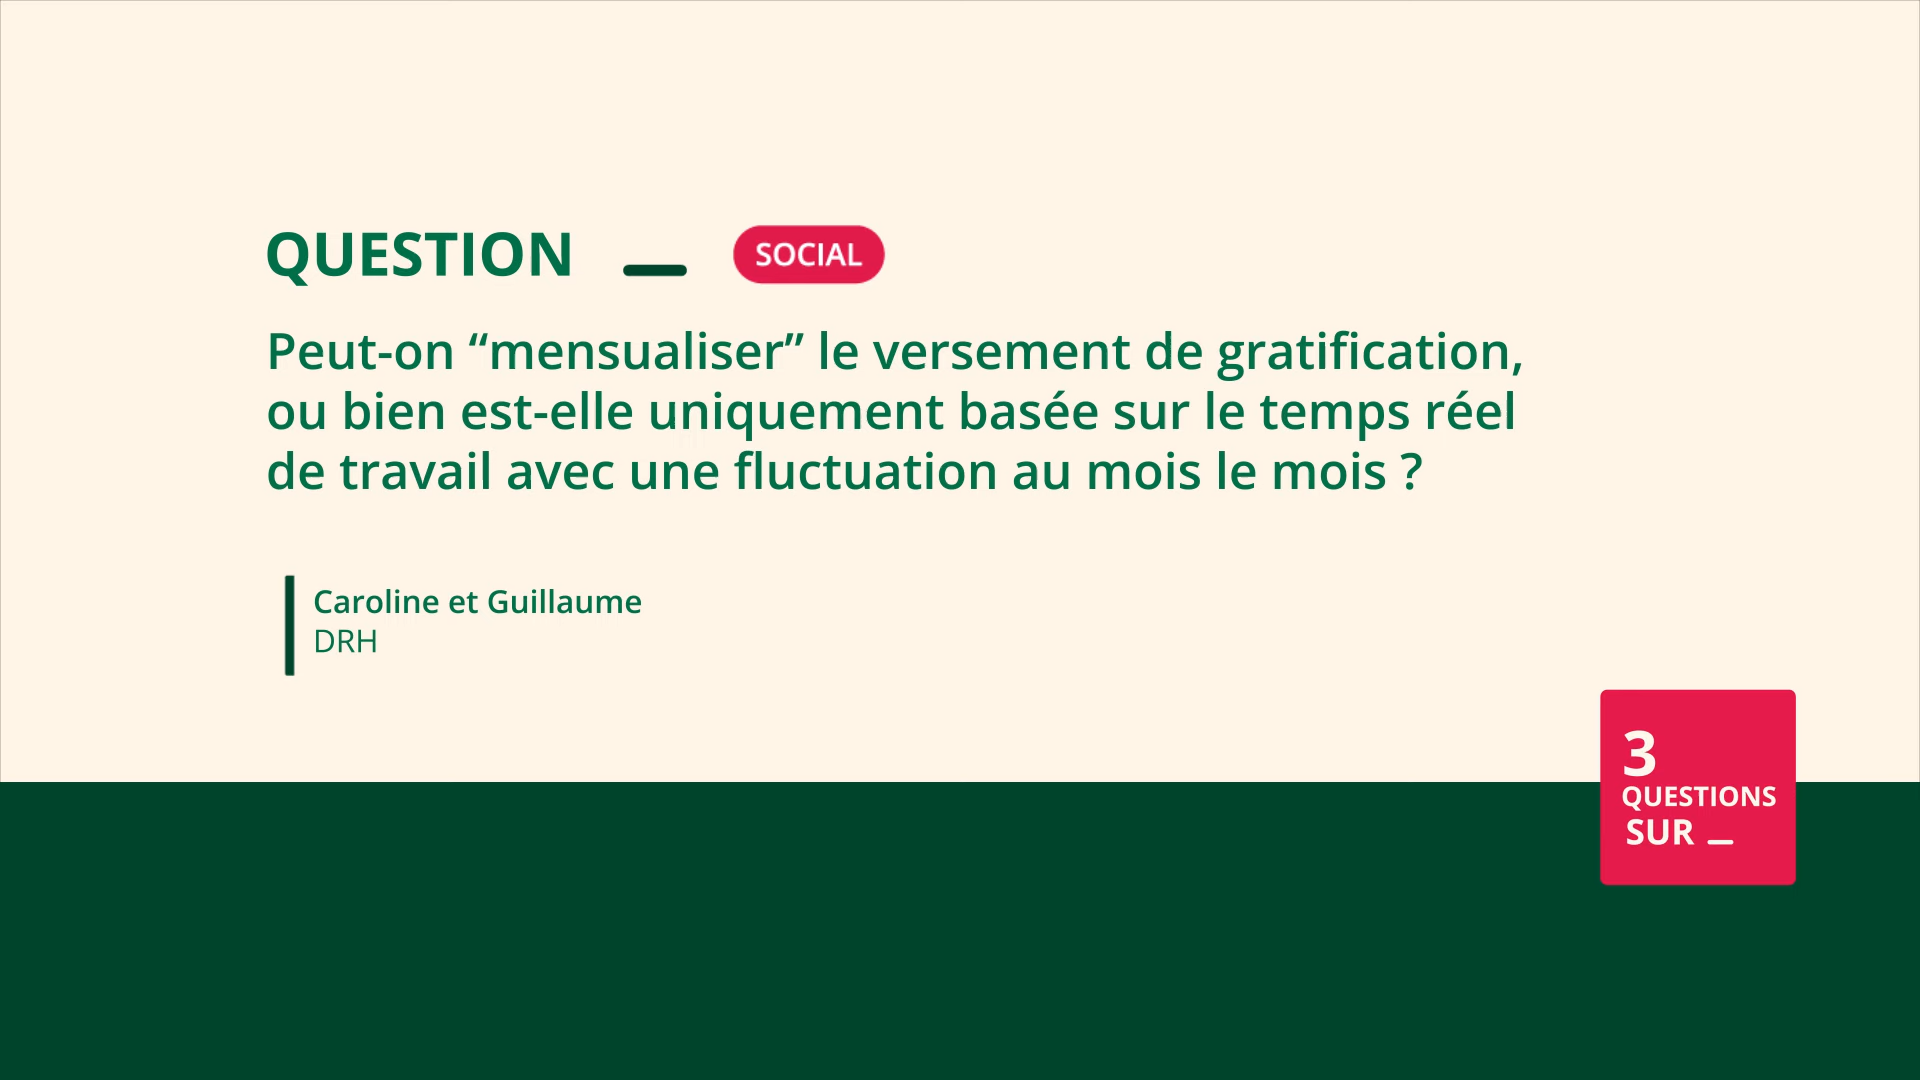 QUESTION
SOCIAL
Peut-on “mensualiser” le versement de gratification,
ou bien est-elle uniquement basée sur le temps réel
de travail avec une fluctuation au mois le mois ?
Caroline et Guillaume
DRH
3
QUESTIONS
SUR